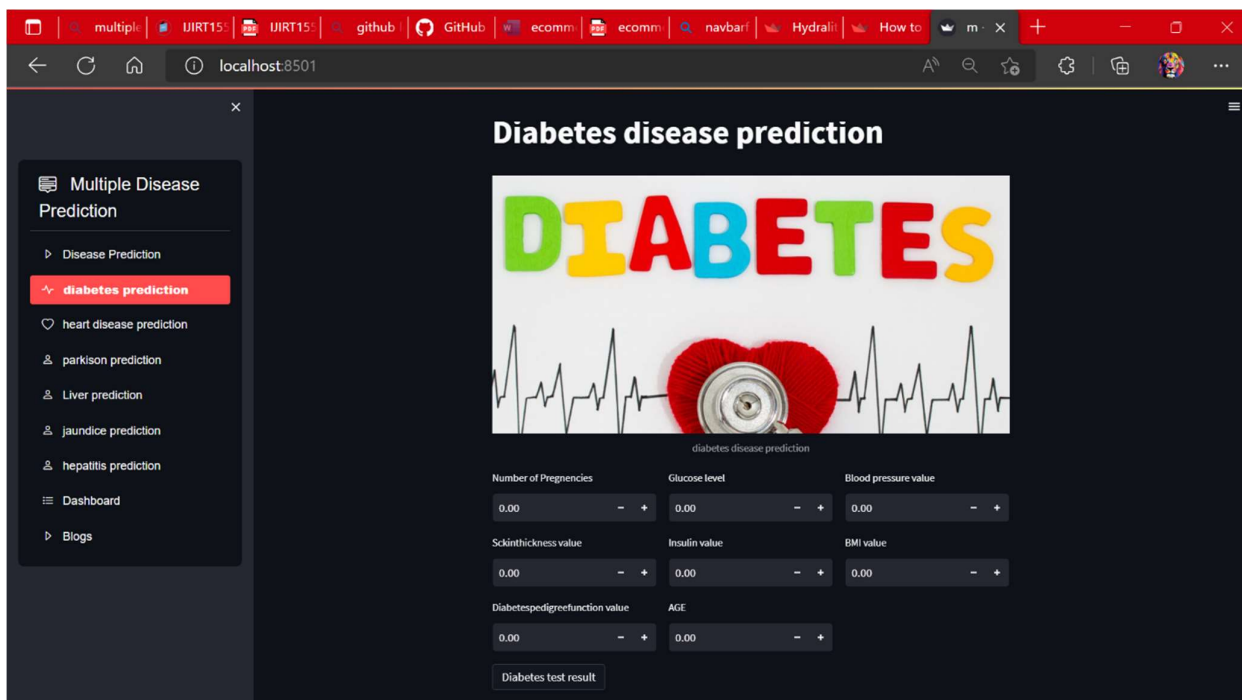 multiple
IJIRT155
IJIRT155
github
GitHub
ecomm
ecomm
navbarf
Hydralit
How to
m
localhost:8501
Diabetes disease prediction
Multiple Disease
Prediction
Disease Prediction
diabetes prediction
heart disease prediction
parkison prediction
Liver prediction
jaundice prediction
hepatitis prediction
Dashboard
Blogs
DIABETES
diabetes disease prediction
Number of Pregnencies Glucose level Blood pressure value
0.00 - + 0.00 - + 0.00 - +
Sckinthickness value Insulin value BMI value
0.00 - + 0.00 - + 0.00 - +
Diabetespedigreefunction value AGE
0.00 - + 0.00 - +
Diabetes test result